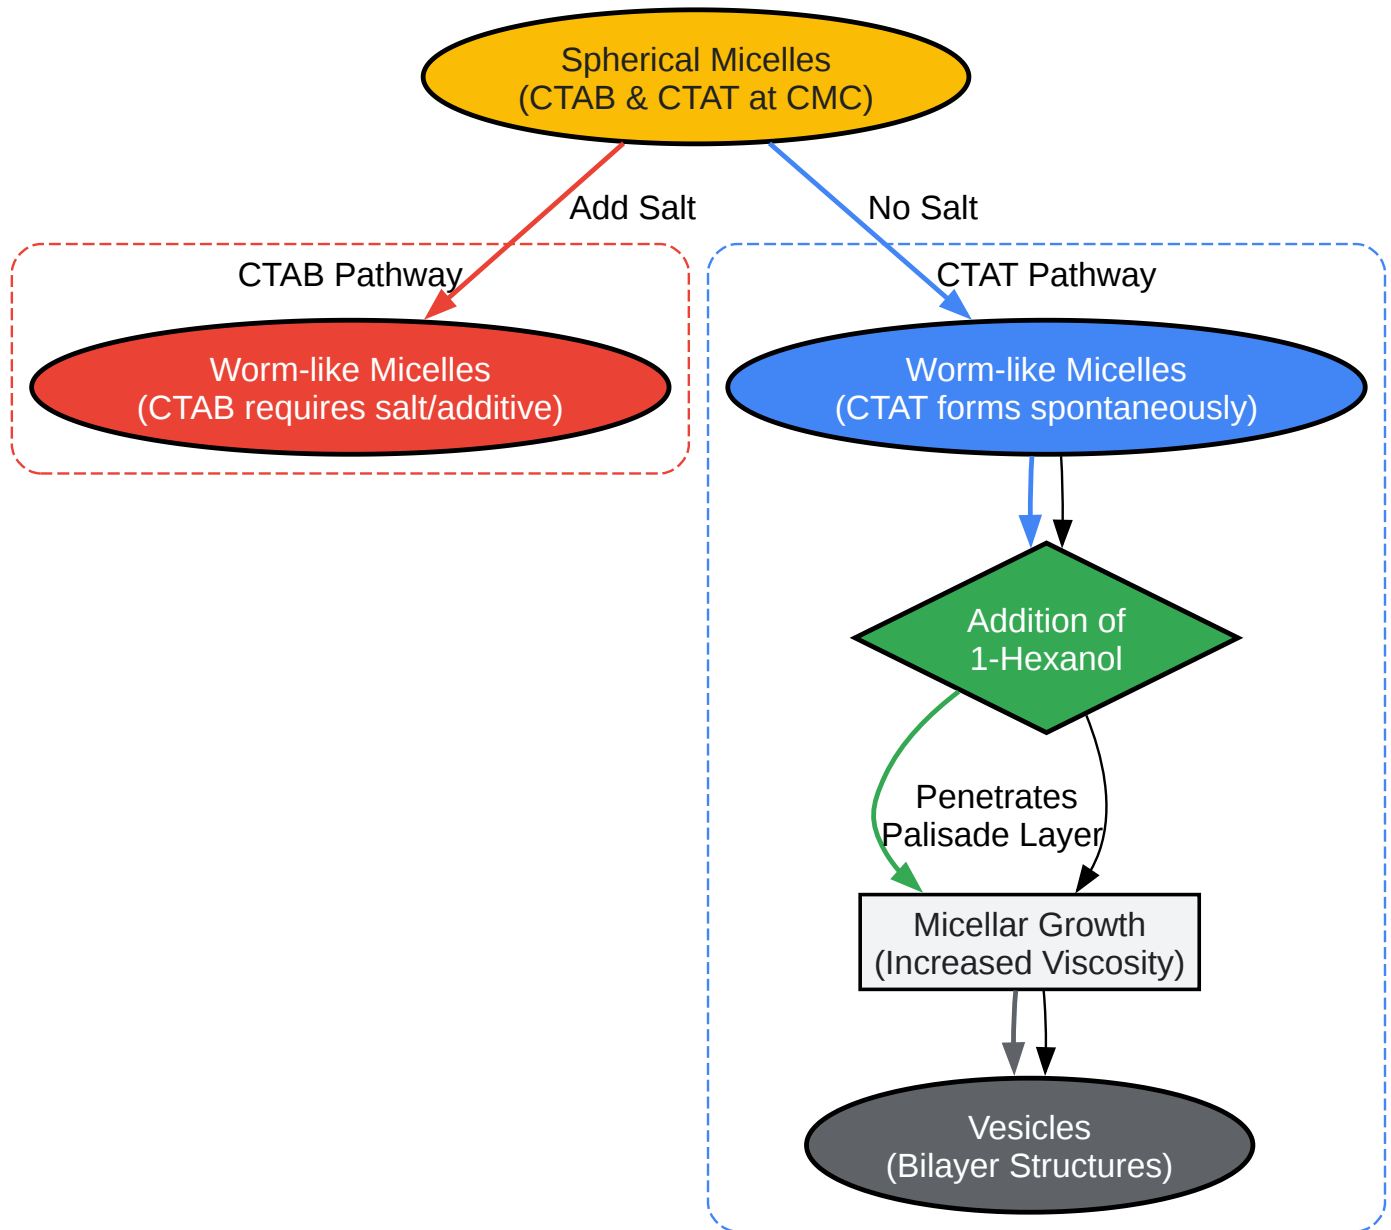 Spherical Micelles
(CTAB & CTAT at CMC)
Add Salt
No Salt
CTAB Pathway
CTAT Pathway
Worm-like Micelles
(CTAB requires salt/additive)
Worm-like Micelles
(CTAT forms spontaneously)
Addition of
1-Hexanol
Penetrates
Palisade Layer
Micellar Growth
(Increased Viscosity)
Vesicles
(Bilayer Structures)